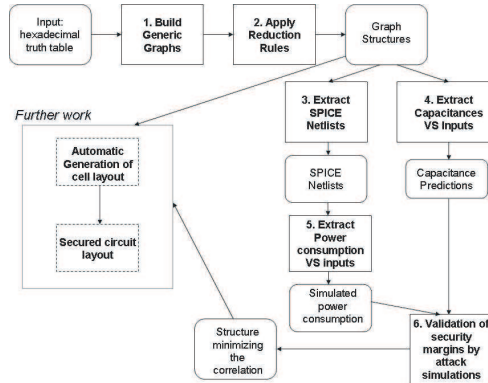 Input:
hexadecimal
truth table
1. Build
Generic
Graphs
2. Apply
Reduction
Rules
Graph
Structures
3. Extract
SPICE
Netlists
4. Extract
Capacitances
VS Inputs
Further work
Automatic
Generation of
cell layout
Secured circuit
layout
SPICE
Netlists
Capacitance
Predictions
5. Extract
Power
consumption
VS inputs
Simulated
power
consumption
Structure
minimizing
the
correlation
6. Validation of
security
margins by
attack
simulations